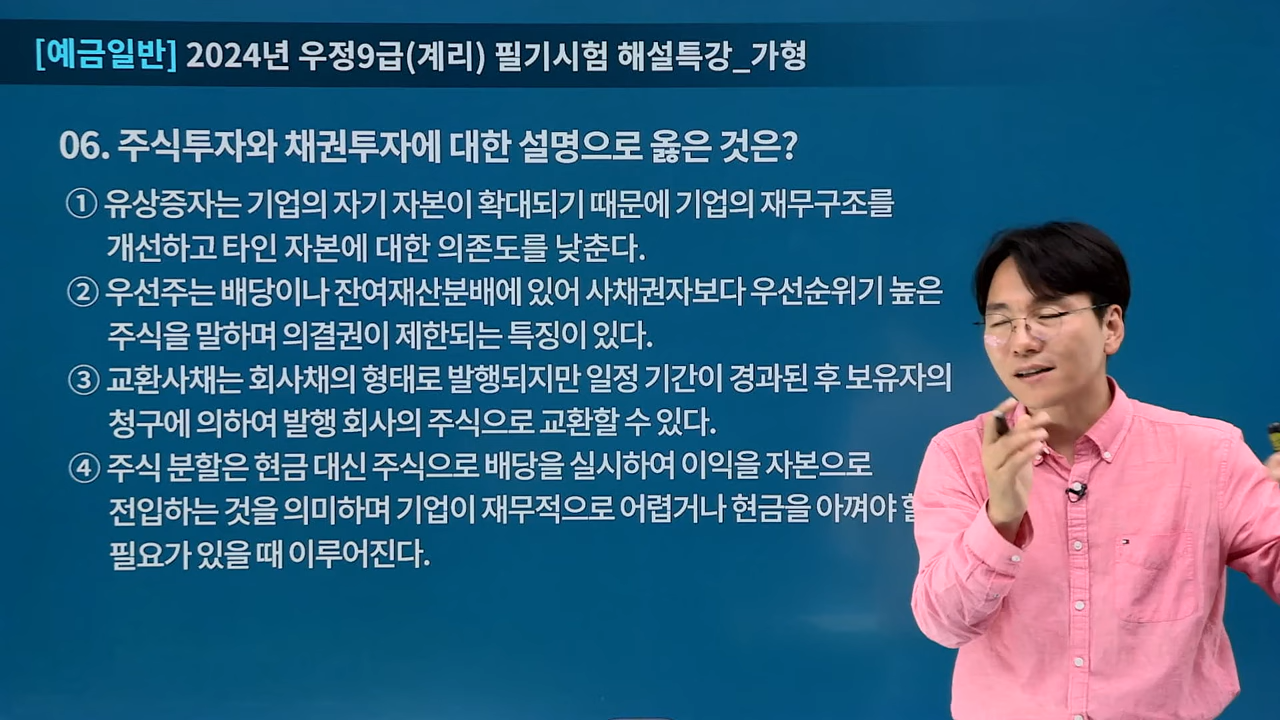 [예금일반] 2024년 우정9급(계리) 필기시험 해설특강_가형
06. 주식투자와 채권투자에 대한 설명으로 옳은 것은?
① 유상증자는 기업의 자기 자본이 확대되기 때문에 기업의 재무구조를
개선하고 타인 자본에 대한 의존도를 낮춘다.
② 우선주는 배당이나 잔여재산분배에 있어 사채권자보다 우선순위기 높은
주식을 말하며 의결권이 제한되는 특징이 있다.
③ 교환사채는 회사채의 형태로 발행되지만 일정 기간이 경과된 후 보유자의
청구에 의하여 발행 회사의 주식으로 교환할 수 있다.
④ 주식 분할은 현금 대신 주식으로 배당을 실시하여 이익을 자본으로
전입하는 것을 의미하며 기업이 재무적으로 어렵거나 현금을 아껴야
필요가 있을 때 이루어진다.